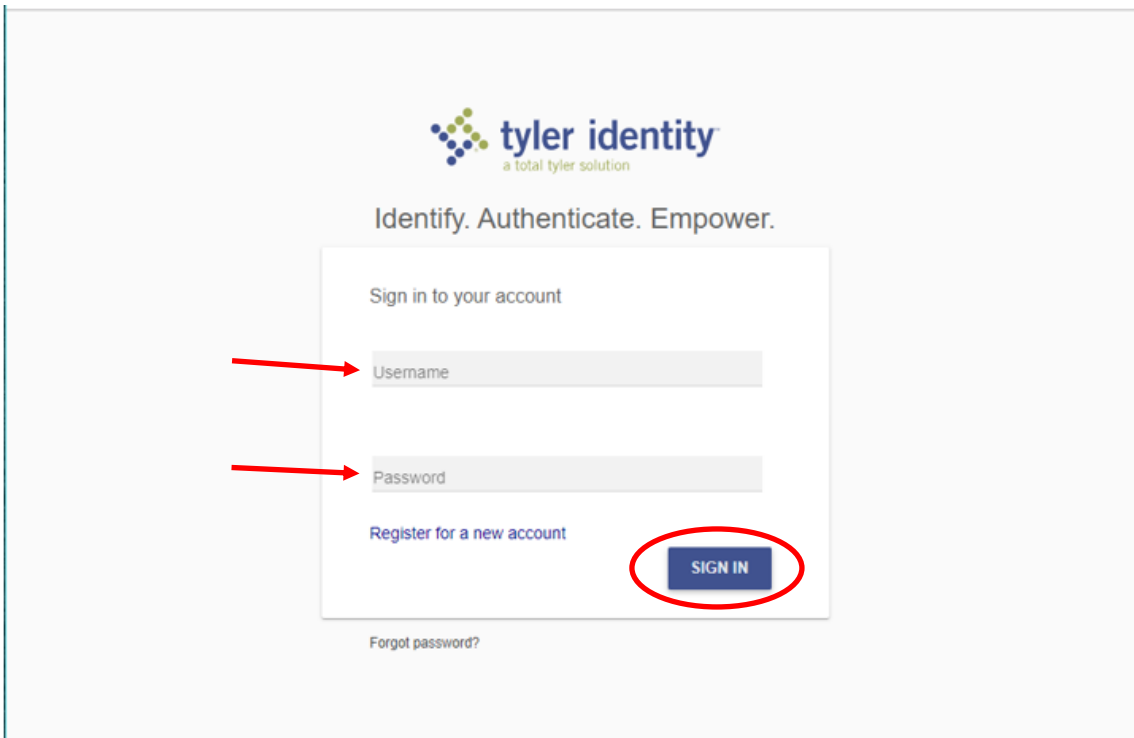 tyler identity
a total tyler solution
Identify. Authenticate. Empower.
Sign in to your account
Username
Password
Register for a new account
SIGN IN
Forgot password?